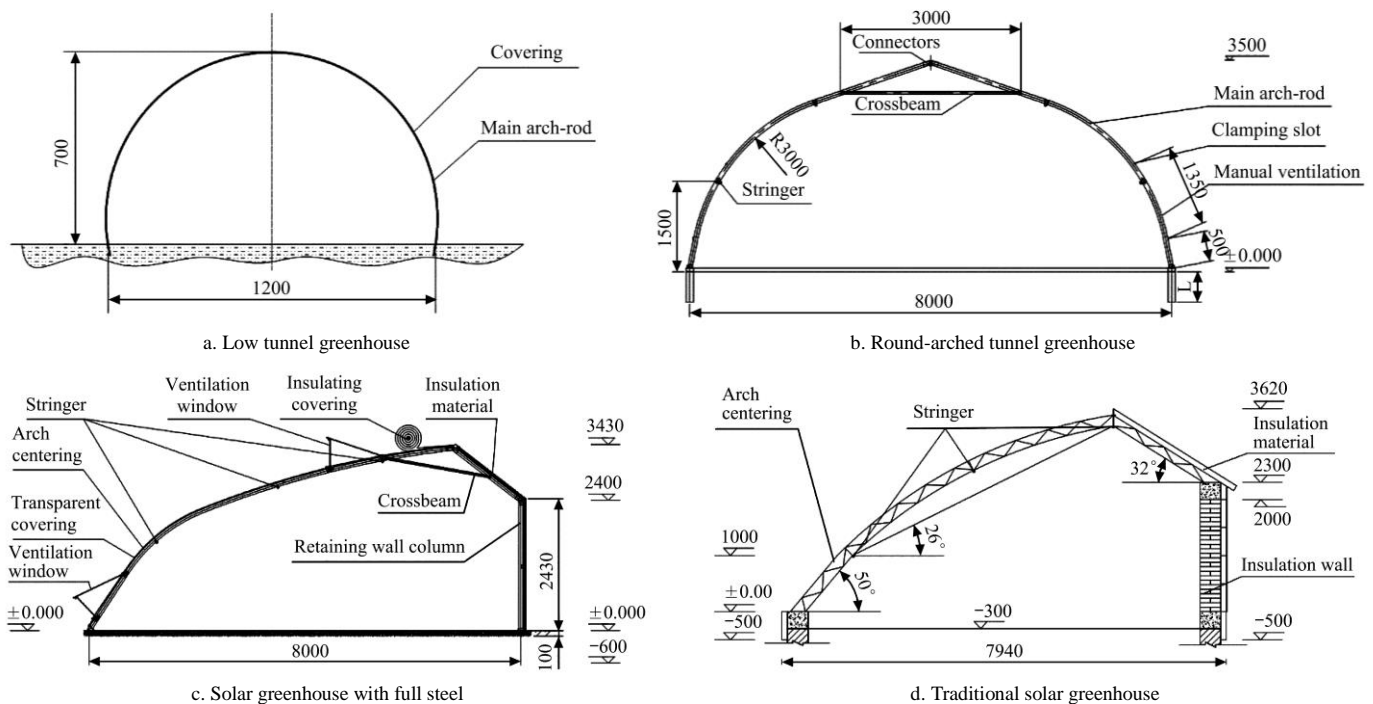 700
Covering
Main arch-rod
1200
a. Low tunnel greenhouse
3000
Connectors
3500
Crossbeam
Main arch-rod
R3000
Clamping slot
Stringer
1350
Manual ventilation
1500
500
±0.000
L
8000
b. Round-arched tunnel greenhouse
Ventilation
window
Insulating
covering
Insulation
material
Stringer
Arch
centering
3430
Transparent
covering
Crossbeam
2400
Ventilation
window
Retaining wall column
2430
±0.000
±0.000
8000
100
−600
c. Solar greenhouse with full steel
Arch
centering
Stringer
3620
Insulation
material
32°
2300
2000
1000
26°
50°
Insulation wall
±0.00
−300
−500
−500
7940
d. Traditional solar greenhouse